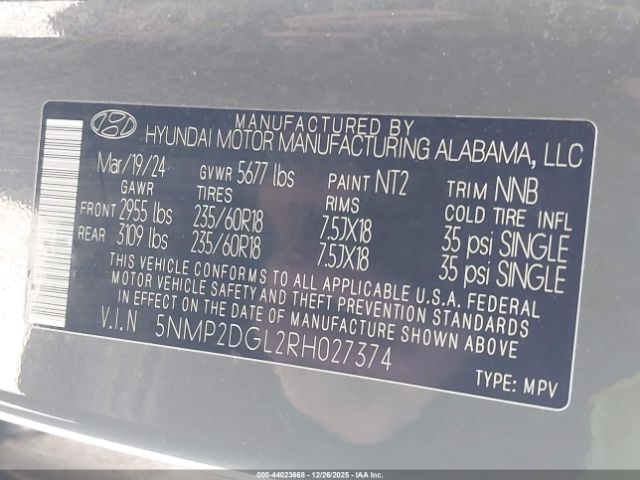 MANUFACTURED BY
HYUNDAI MOTOR MANUFACTURING ALABAMA, LLC
Mar/19/24 GVWR 5677 lbs PAINT NT2 TRIM NNB
GAWR TIRES RIMS COLD TIRE INFL
FRONT 2955 lbs 235/60R18 7.5JX18 35 psi SINGLE
REAR 3109 lbs 235/60R18 7.5JX18 35 psi SINGLE
THIS VEHICLE CONFORMS TO ALL APPLICABLE U.S.A. FEDERAL
MOTOR VEHICLE SAFETY AND THEFT PREVENTION STANDARDS
IN EFFECT ON THE DATE OF MANUFACTURE SHOWN ABOVE.
V.I.N 5NMP2DGL2RH027374
TYPE: MPV
000-44023668 - 12/26/2025 - IAA, Inc.